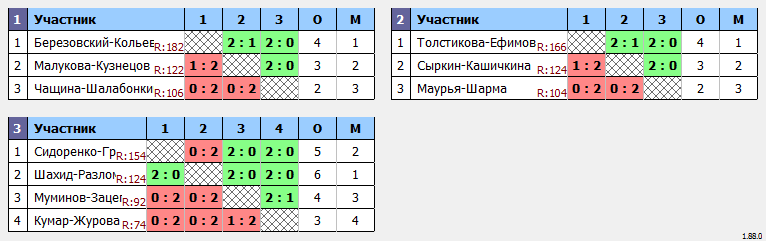 1 Участник 1 2 3 О М
1 Березовский-Кольев R:182 2 : 1 2 : 0 4 1
2 Малукова-Кузнецов R:122 1 : 2 2 : 0 3 2
3 Чащина-Шалабонки R:106 0 : 2 0 : 2 2 3
2 Участник 1 2 3 О М
1 Толстикова-Ефимов R:166 2 : 1 2 : 0 4 1
2 Сыркин-Кашичкина R:124 1 : 2 2 : 0 3 2
3 Маурья-Шарма R:104 0 : 2 0 : 2 2 3
3 Участник 1 2 3 4 О М
1 Сидоренко-Гр R:154 0 : 2 2 : 0 2 : 0 5 2
2 Шахид-Разлом R:124 2 : 0 2 : 0 2 : 0 6 1
3 Муминов-Зацеп R:92 0 : 2 0 : 2 2 : 1 4 3
4 Кумар-Журова R:74 0 : 2 0 : 2 1 : 2 3 4
1.88.0